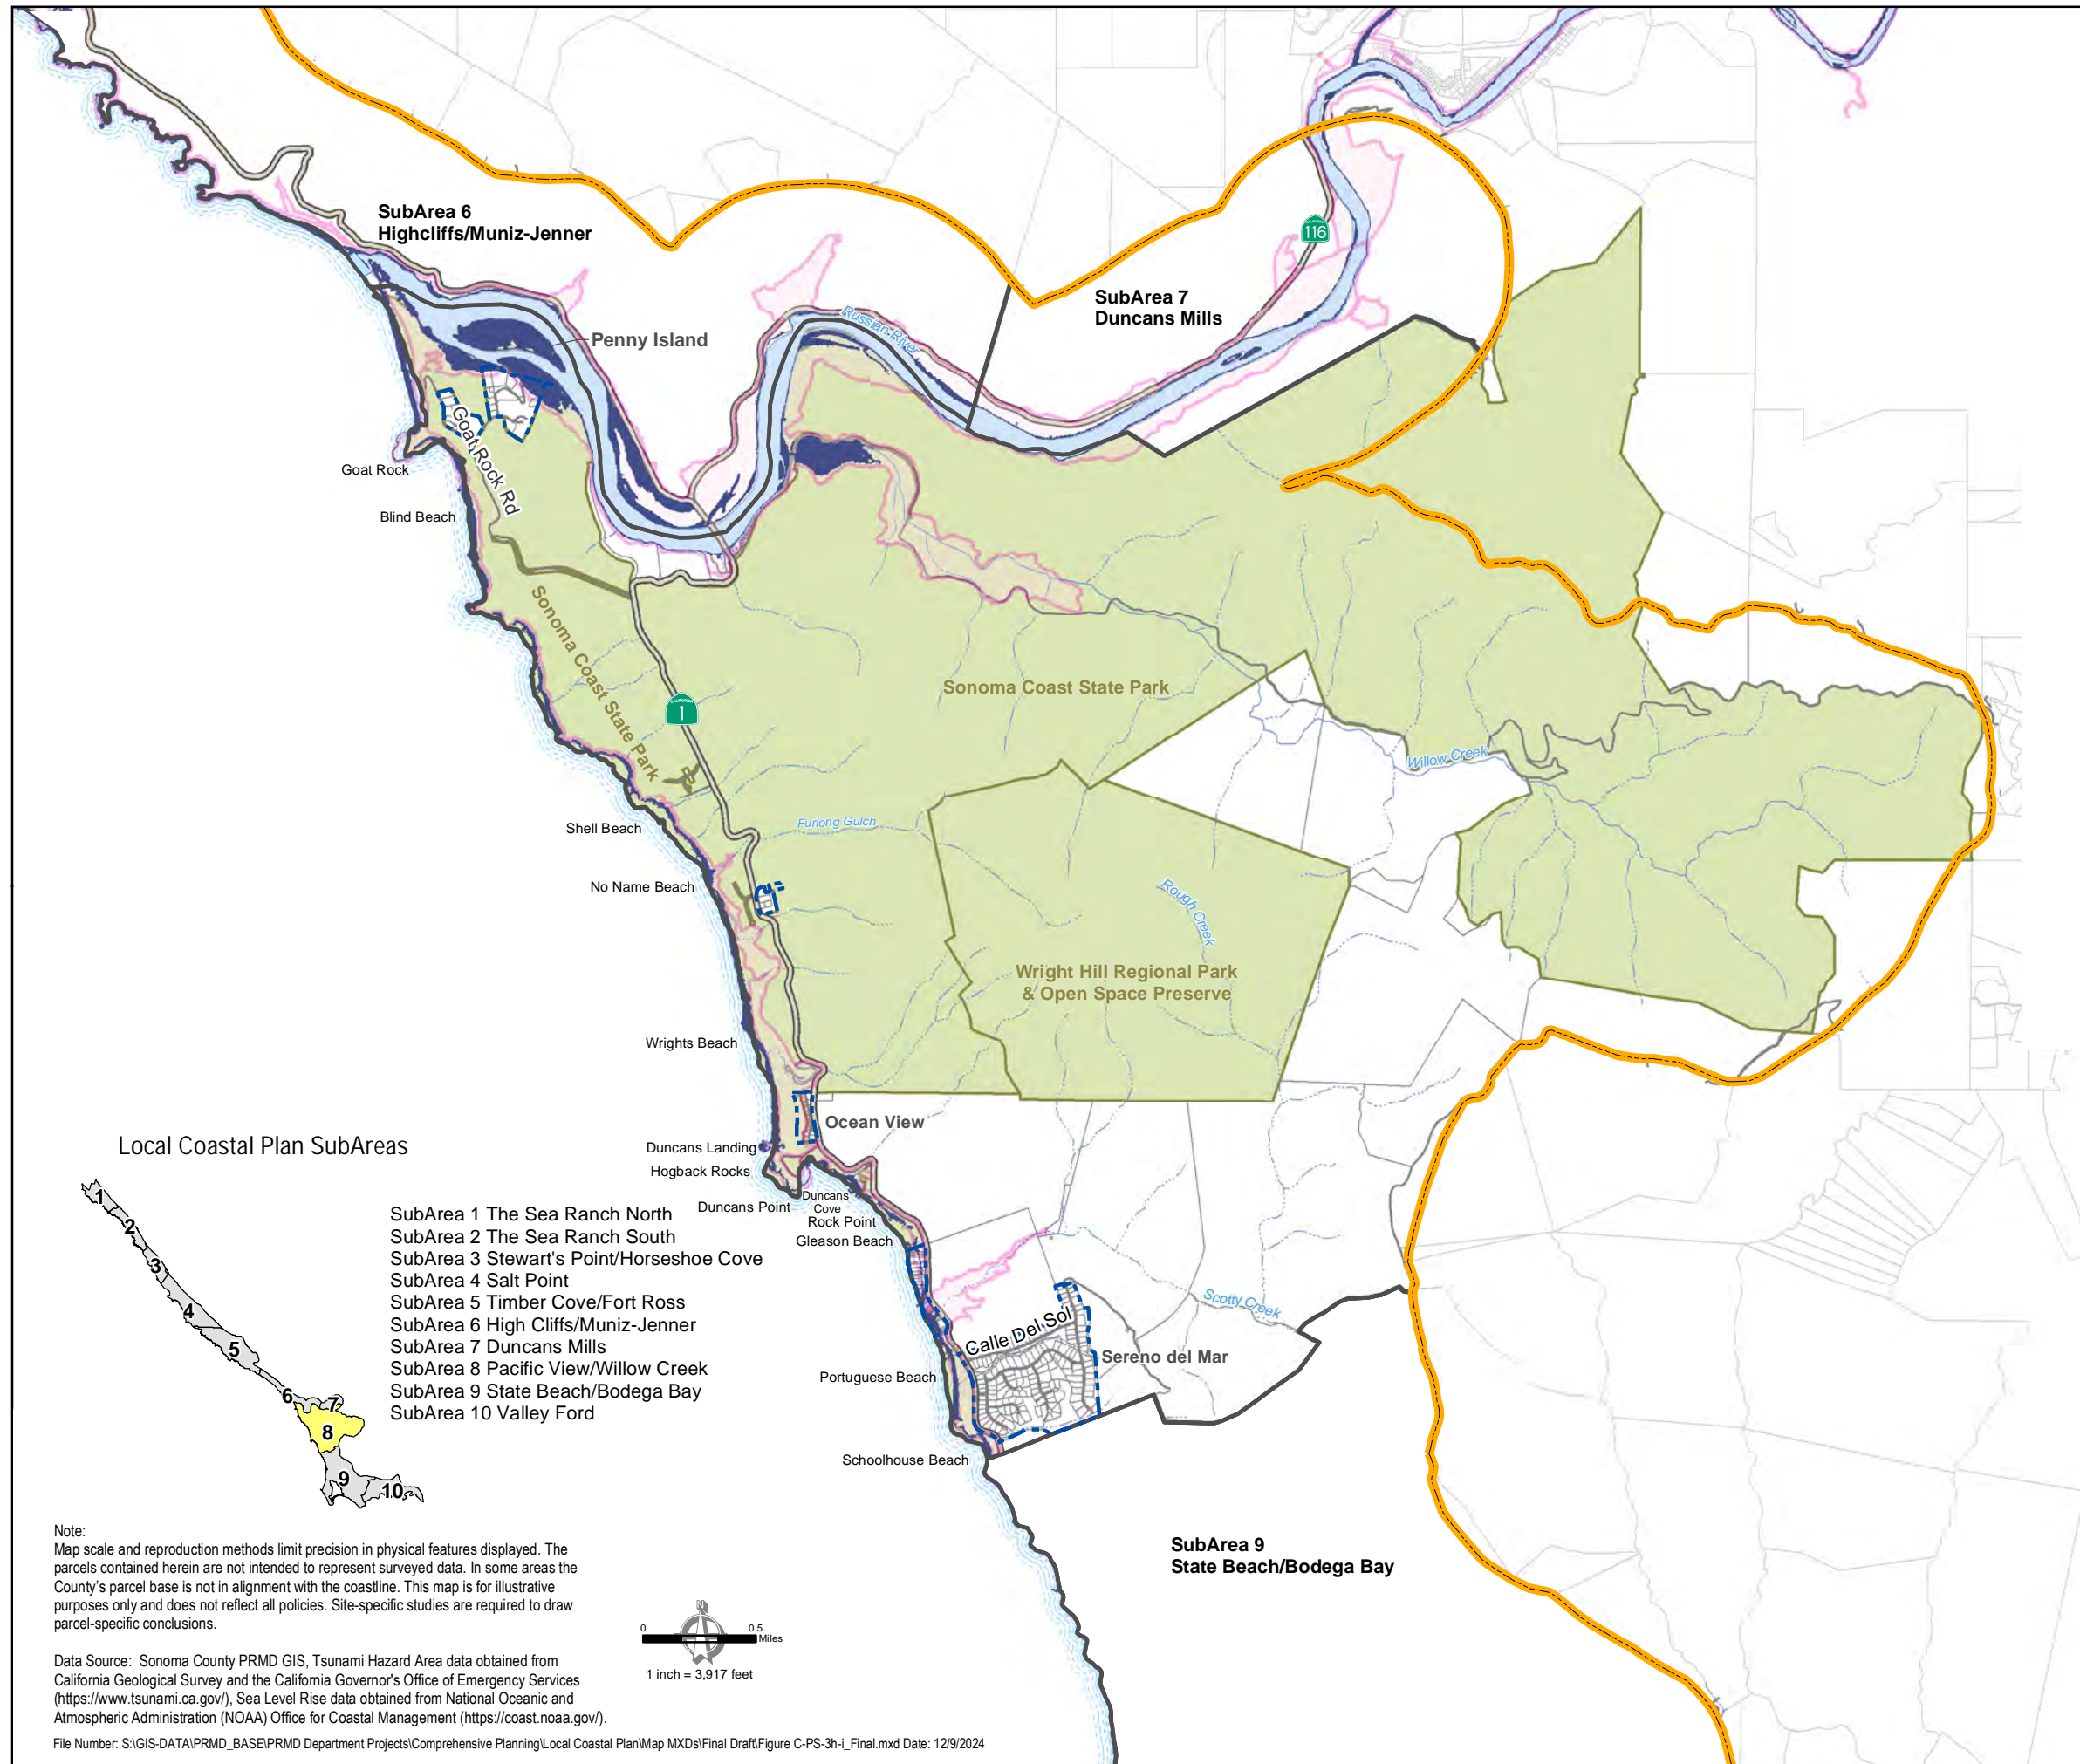 SubArea 6
Highcliffs/Muniz-Jenner
116
SubArea 7
Duncans Mills
Russian River
Penny Island
Goat Rock Rd
Goat Rock
Blind Beach
Sonoma Coast State Park
Sonoma Coast State Park
CALIFORNIA
1
Willow Creek
Shell Beach
Furlong Gulch
No Name Beach
Rough Creek
Wright Hill Regional Park
& Open Space Preserve
Wrights Beach
Ocean View
Duncans Landing
Hogback Rocks
Duncans Point
Duncans
Cove
Rock Point
Gleason Beach
Scotty Creek
Calle Del Sol
Sereno del Mar
Portuguese Beach
Schoolhouse Beach
SubArea 9
State Beach/Bodega Bay
Local Coastal Plan SubAreas
1
2
3
4
5
6
7
8
9
10
SubArea 1 The Sea Ranch North
SubArea 2 The Sea Ranch South
SubArea 3 Stewart's Point/Horseshoe Cove
SubArea 4 Salt Point
SubArea 5 Timber Cove/Fort Ross
SubArea 6 High Cliffs/Muniz-Jenner
SubArea 7 Duncans Mills
SubArea 8 Pacific View/Willow Creek
SubArea 9 State Beach/Bodega Bay
SubArea 10 Valley Ford
Note:
Map scale and reproduction methods limit precision in physical features displayed. The
parcels contained herein are not intended to represent surveyed data. In some areas the
County's parcel base is not in alignment with the coastline. This map is for illustrative
purposes only and does not reflect all policies. Site-specific studies are required to draw
parcel-specific conclusions.
Data Source: Sonoma County PRMD GIS, Tsunami Hazard Area data obtained from
California Geological Survey and the California Governor's Office of Emergency Services
(https://www.tsunami.ca.gov/), Sea Level Rise data obtained from National Oceanic and
Atmospheric Administration (NOAA) Office for Coastal Management (https://coast.noaa.gov/).
File Number: S:\GIS-DATA\PRMD_BASE\PRMD Department Projects\Comprehensive Planning\Local Coastal Plan\Map MXDs\Final Draft\Figure C-PS-3h-i_Final.mxd Date: 12/9/2024
N
0 0.5
Miles
1 inch = 3,917 feet